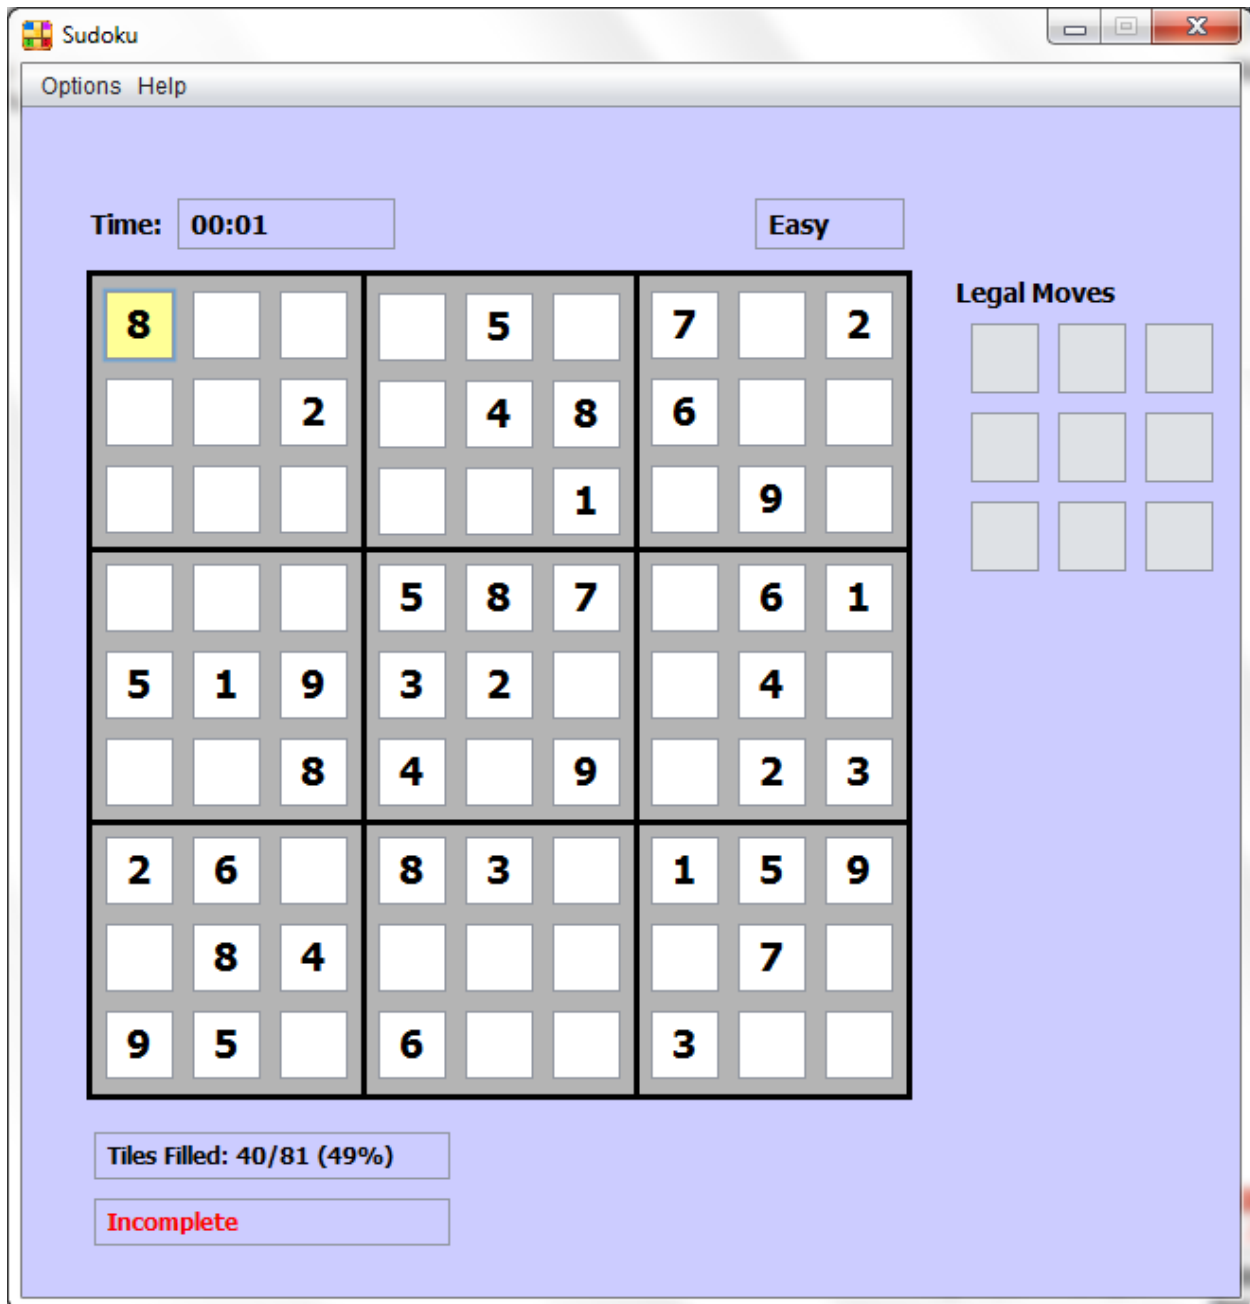 Sudoku
Options Help
Time: 00:01 Easy
Legal Moves
8 5 7 2
2 4 8 6
1 9
5 8 7 6 1
5 1 9 3 2 4
8 4 9 2 3
2 6 8 3 1 5 9
8 4 7
9 5 6 3
Tiles Filled: 40/81 (49%)
Incomplete